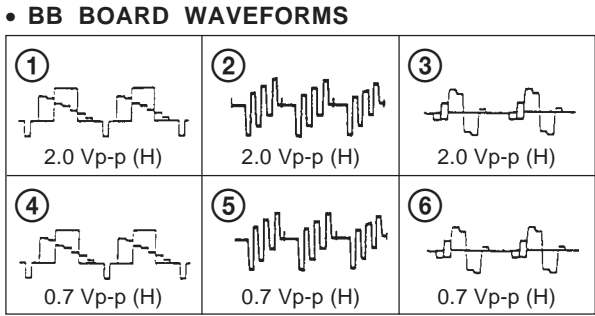 • BB BOARD WAVEFORMS
1 2 3
2.0 Vp-p (H) 2.0 Vp-p (H) 2.0 Vp-p (H)
4 5 6
0.7 Vp-p (H) 0.7 Vp-p (H) 0.7 Vp-p (H)